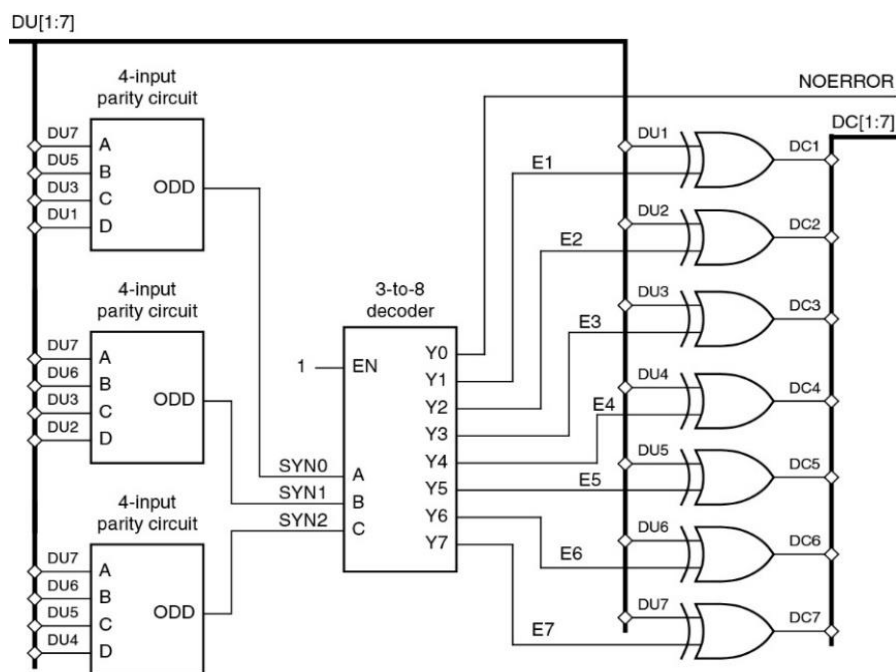 DU[1:7]
4-input
parity circuit
DU7
A
DU5
B
ODD
DU3
C
DU1
D
4-input
parity circuit
DU7
A
DU6
B
ODD
DU3
C
DU2
D
4-input
parity circuit
DU7
A
DU6
B
ODD
DU5
C
DU4
D
SYN0
SYN1
SYN2
3-to-8
decoder
1
EN
A
B
C
Y0
Y1
Y2
Y3
Y4
Y5
Y6
Y7
NOERROR
DC[1:7]
DU1
E1
DC1
DU2
E2
DC2
DU3
E3
DC3
DU4
E4
DC4
DU5
E5
DC5
DU6
E6
DC6
DU7
E7
DC7